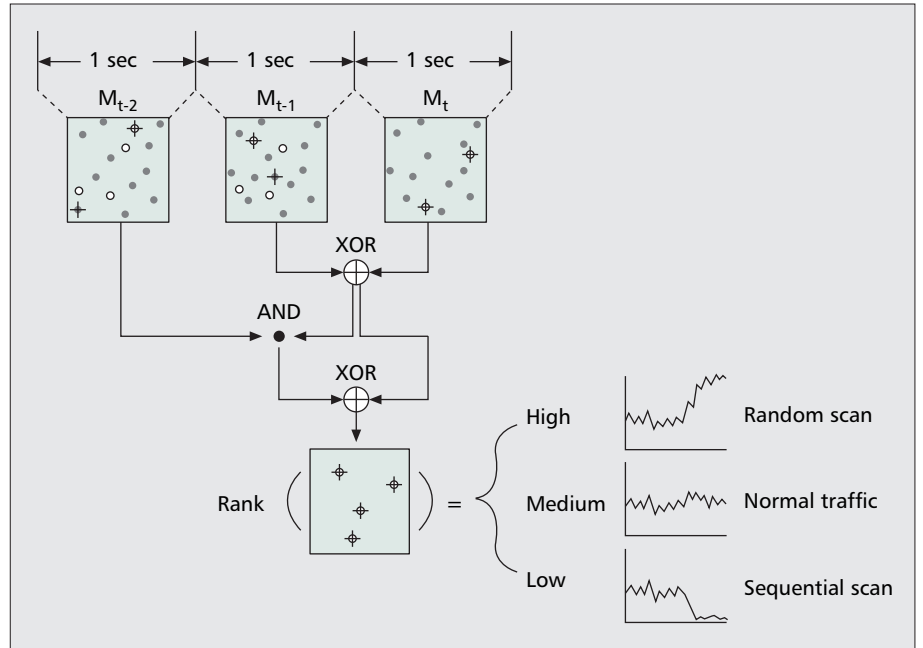 1 sec 1 sec 1 sec
M_{t-2} M_{t-1} M_t
XOR
AND
XOR
High Random scan
Rank ( ) = Medium Normal traffic
Low Sequential scan